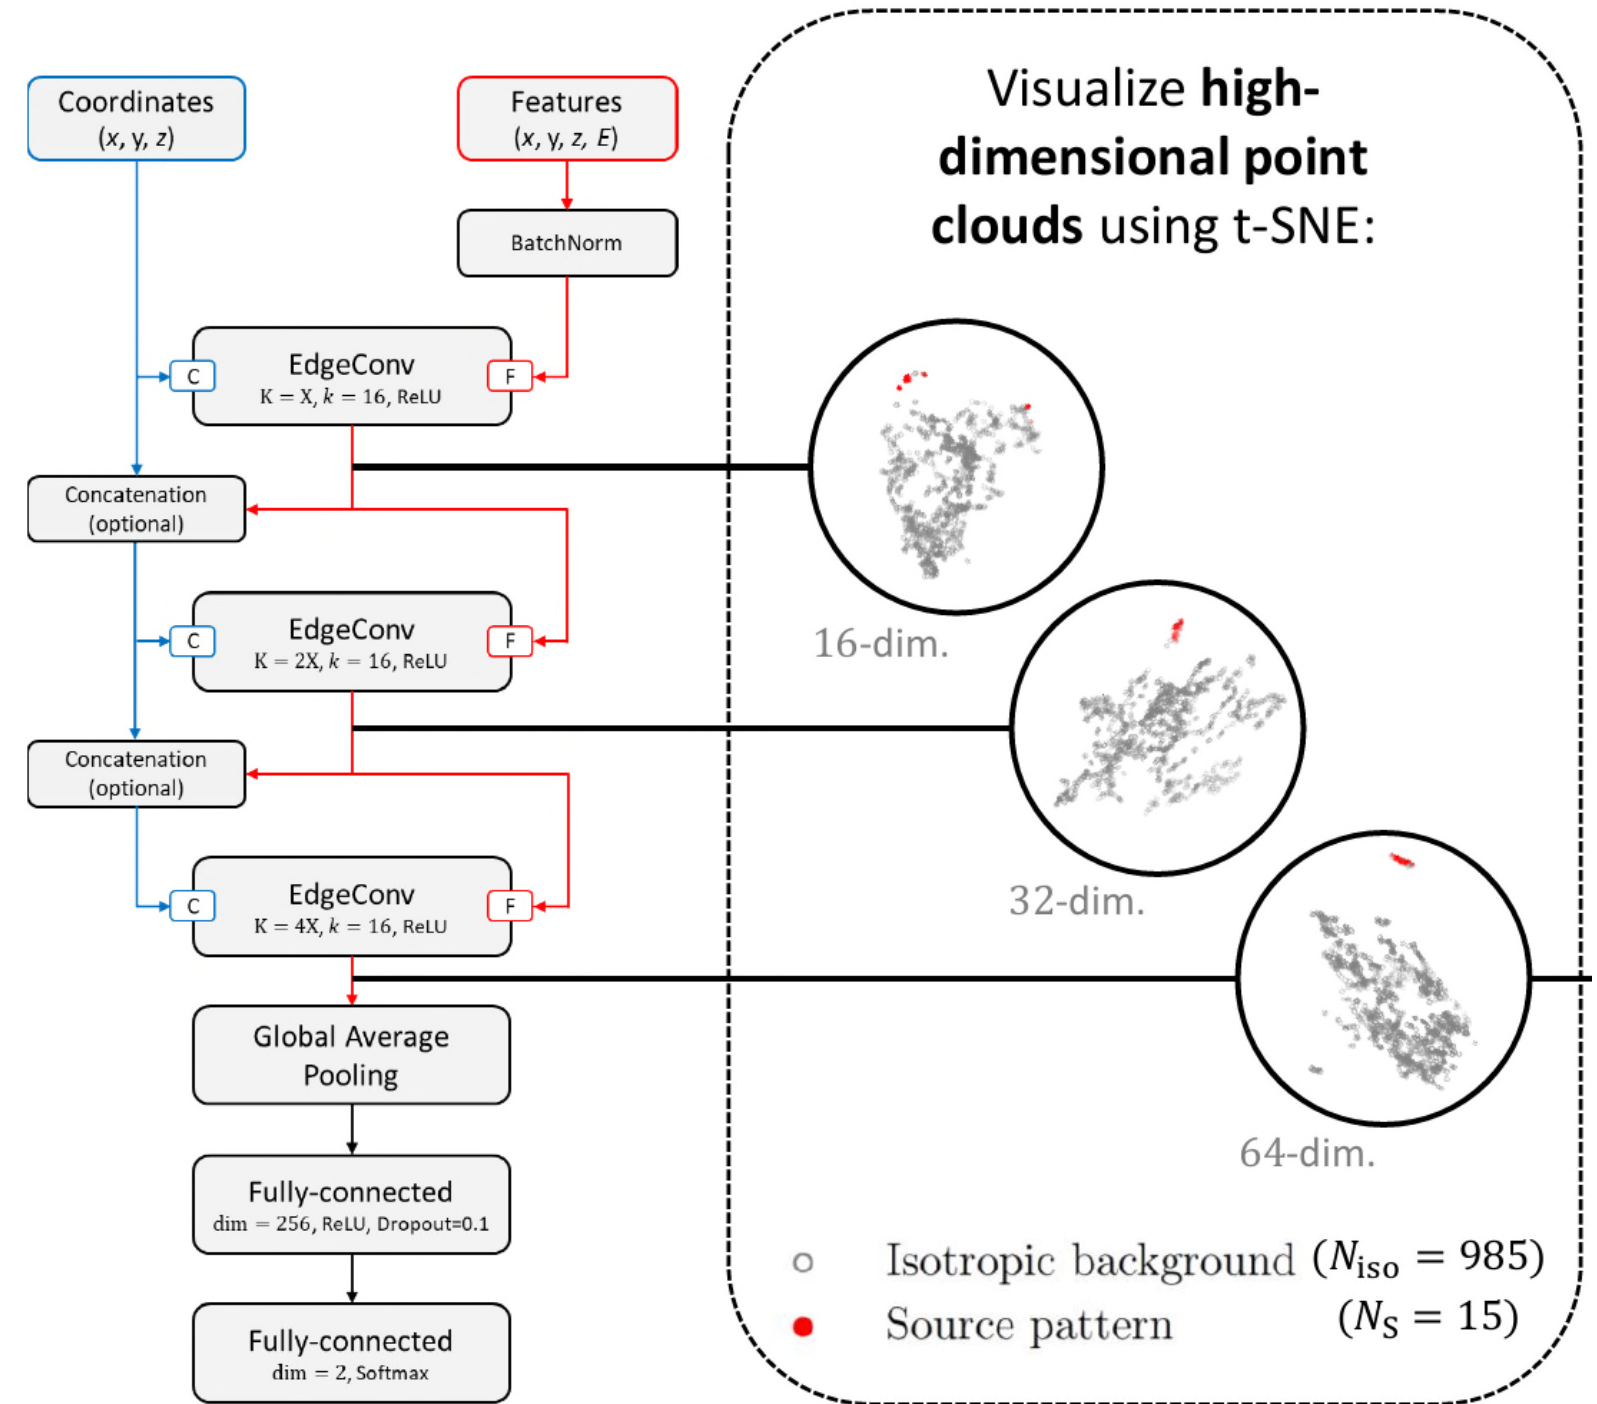 Coordinates
(x, y, z)
Features
(x, y, z, E)
BatchNorm
C
EdgeConv
K = X, k = 16, ReLU
F
Concatenation
(optional)
C
EdgeConv
K = 2X, k = 16, ReLU
F
Concatenation
(optional)
C
EdgeConv
K = 4X, k = 16, ReLU
F
Global Average
Pooling
Fully-connected
dim = 256, ReLU, Dropout=0.1
Fully-connected
dim = 2, Softmax
Visualize high-
dimensional point
clouds using t-SNE:
16-dim.
32-dim.
64-dim.
Isotropic background (N_iso = 985)
Source pattern (N_S = 15)